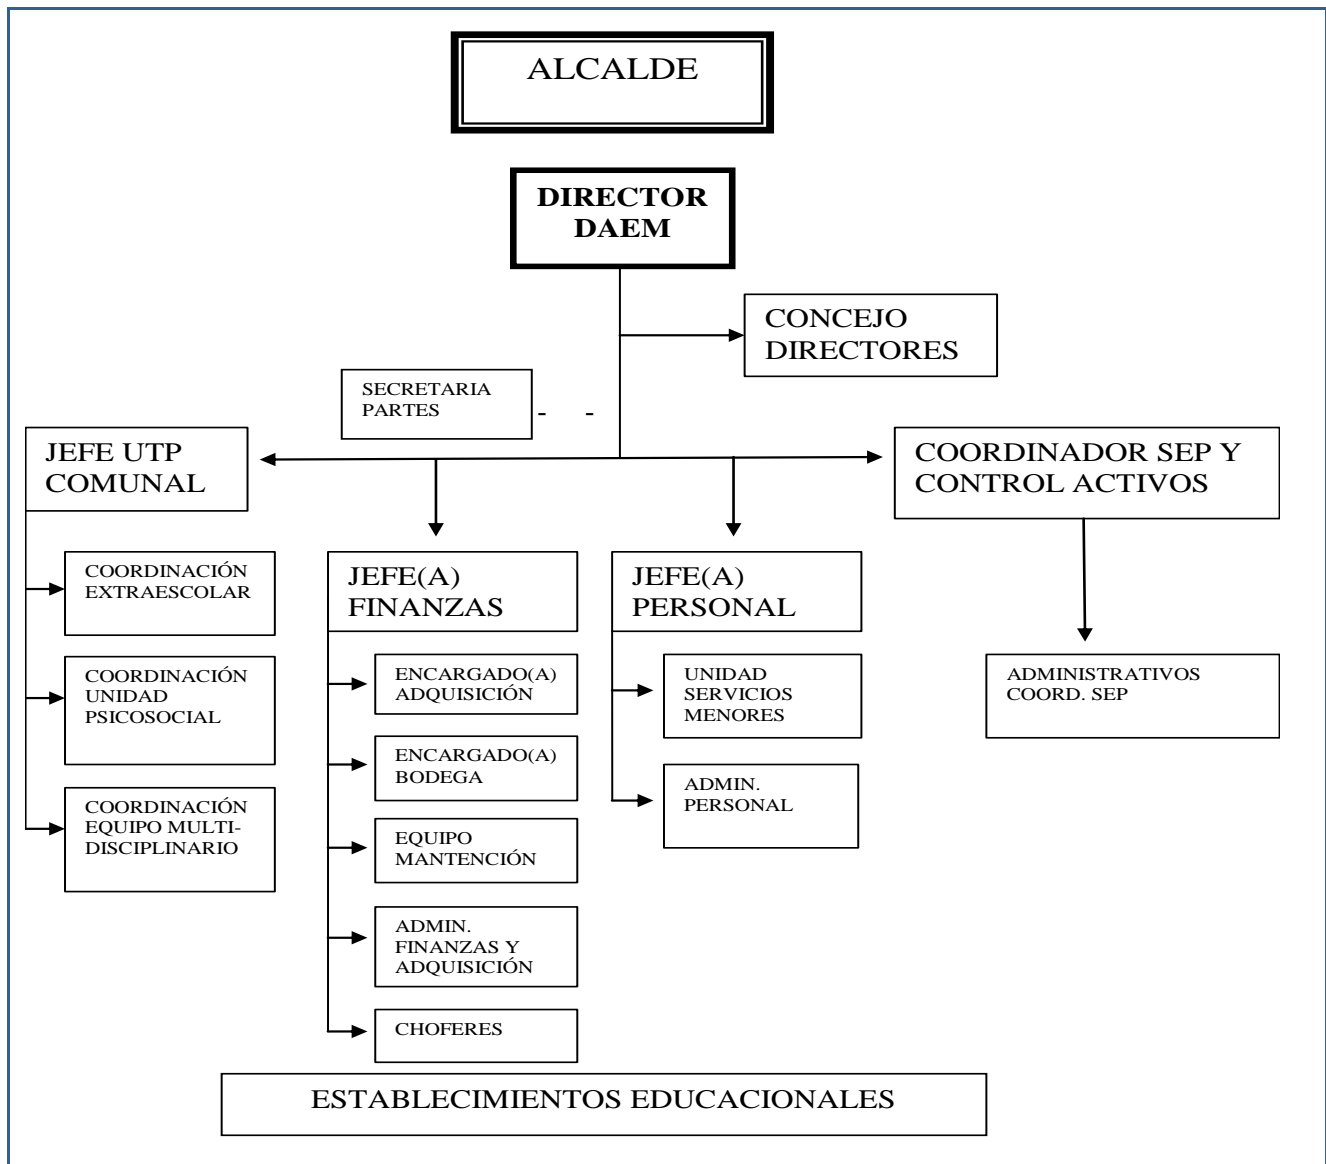 ALCALDE
DIRECTOR
DAEM
CONCEJO
DIRECTORES
SECRETARIA
PARTES
- -
JEFE UTP
COMUNAL
COORDINADOR SEP Y
CONTROL ACTIVOS
COORDINACIÓN
EXTRAESCOLAR
COORDINACIÓN
UNIDAD
PSICOSOCIAL
COORDINACIÓN
EQUIPO MULTI-
DISCIPLINARIO
JEFE(A)
FINANZAS
ENCARGADO(A)
ADQUISICIÓN
ENCARGADO(A)
BODEGA
EQUIPO
MANTENCIÓN
ADMIN.
FINANZAS Y
ADQUISICIÓN
CHOFERES
JEFE(A)
PERSONAL
UNIDAD
SERVICIOS
MENORES
ADMIN.
PERSONAL
ADMINISTRATIVOS
COORD. SEP
ESTABLECIMIENTOS EDUCACIONALES